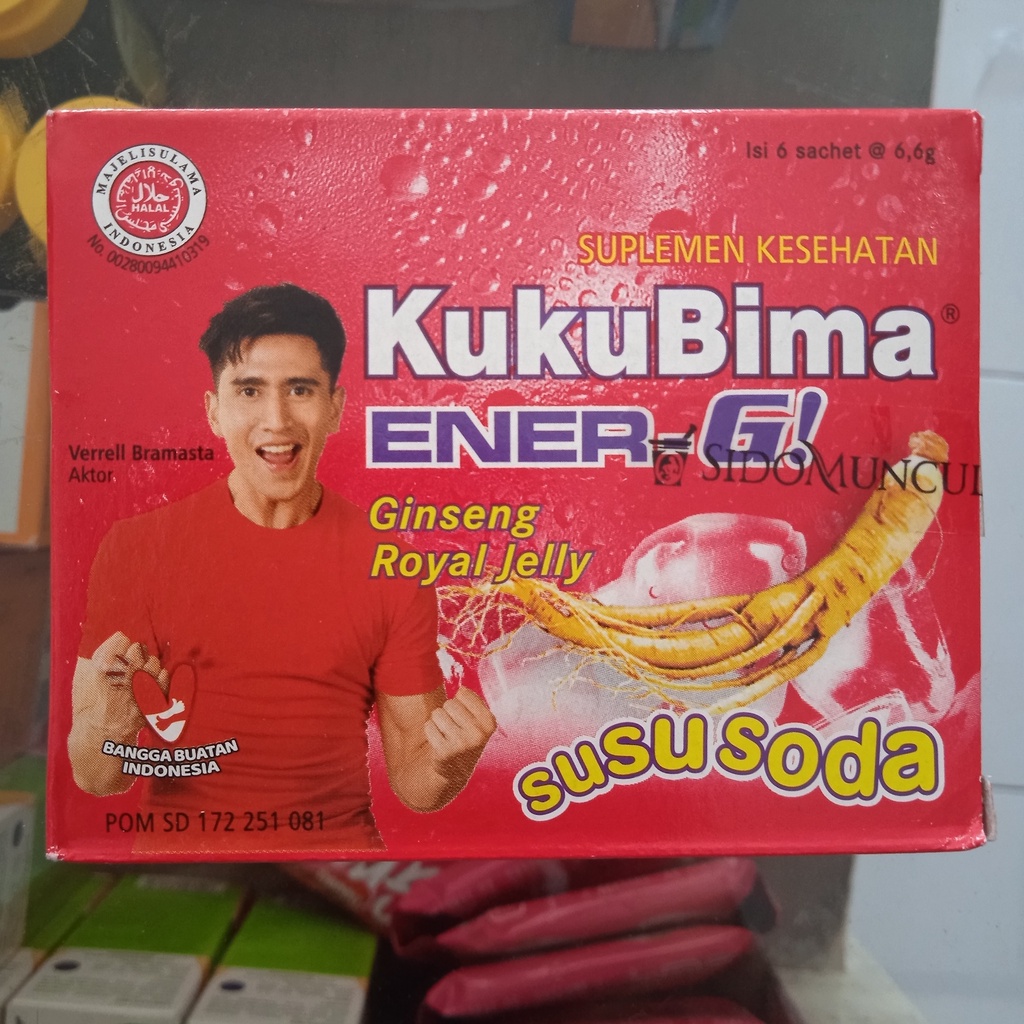 Isi 6 sachet @ 6,6g
MAJELIS ULAMA
حلال
HALAL
INDONESIA
No. 00280094410319
SUPLEMEN KESEHATAN
KukuBima®
ENER-G!
SIDOMUNCUL
Verrell Bramasta
Aktor
Ginseng
Royal Jelly
susu soda
BANGGA BUATAN
INDONESIA
POM SD 172 251 081